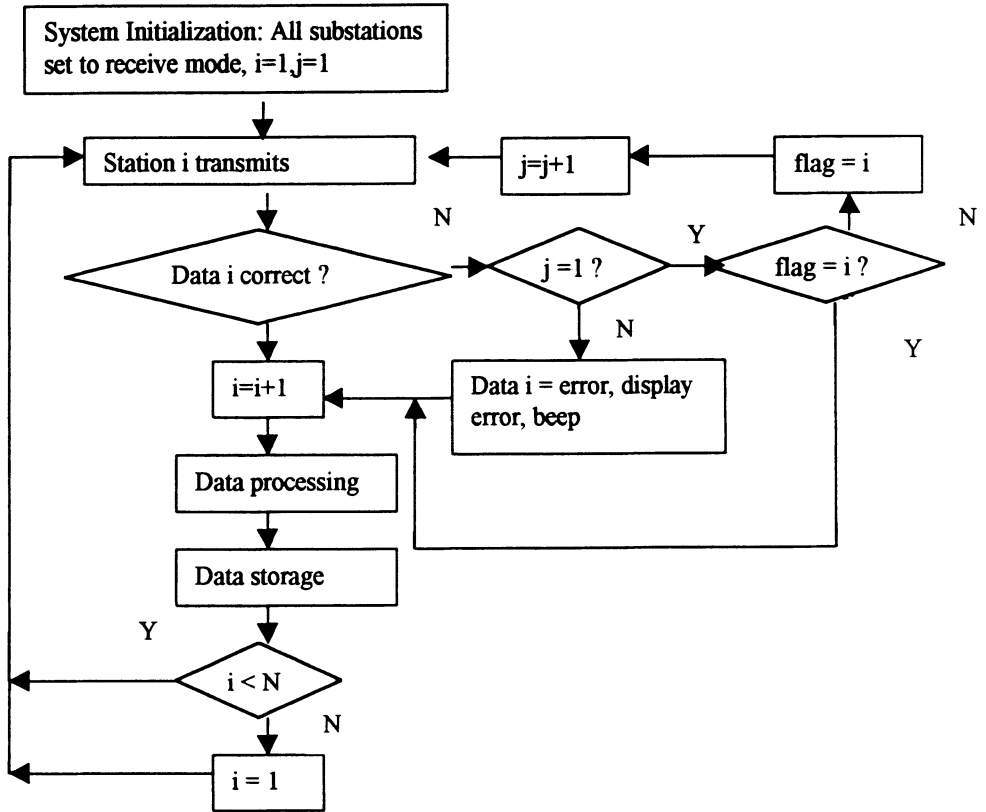 System Initialization: All substations
set to receive mode, i=1,j=1
Station i transmits
j=j+1
flag = i
N
N
Data i correct ?
j =1 ?
Y
flag = i ?
N
Y
i=i+1
Data i = error, display
error, beep
Data processing
Data storage
Y
i < N
N
i = 1